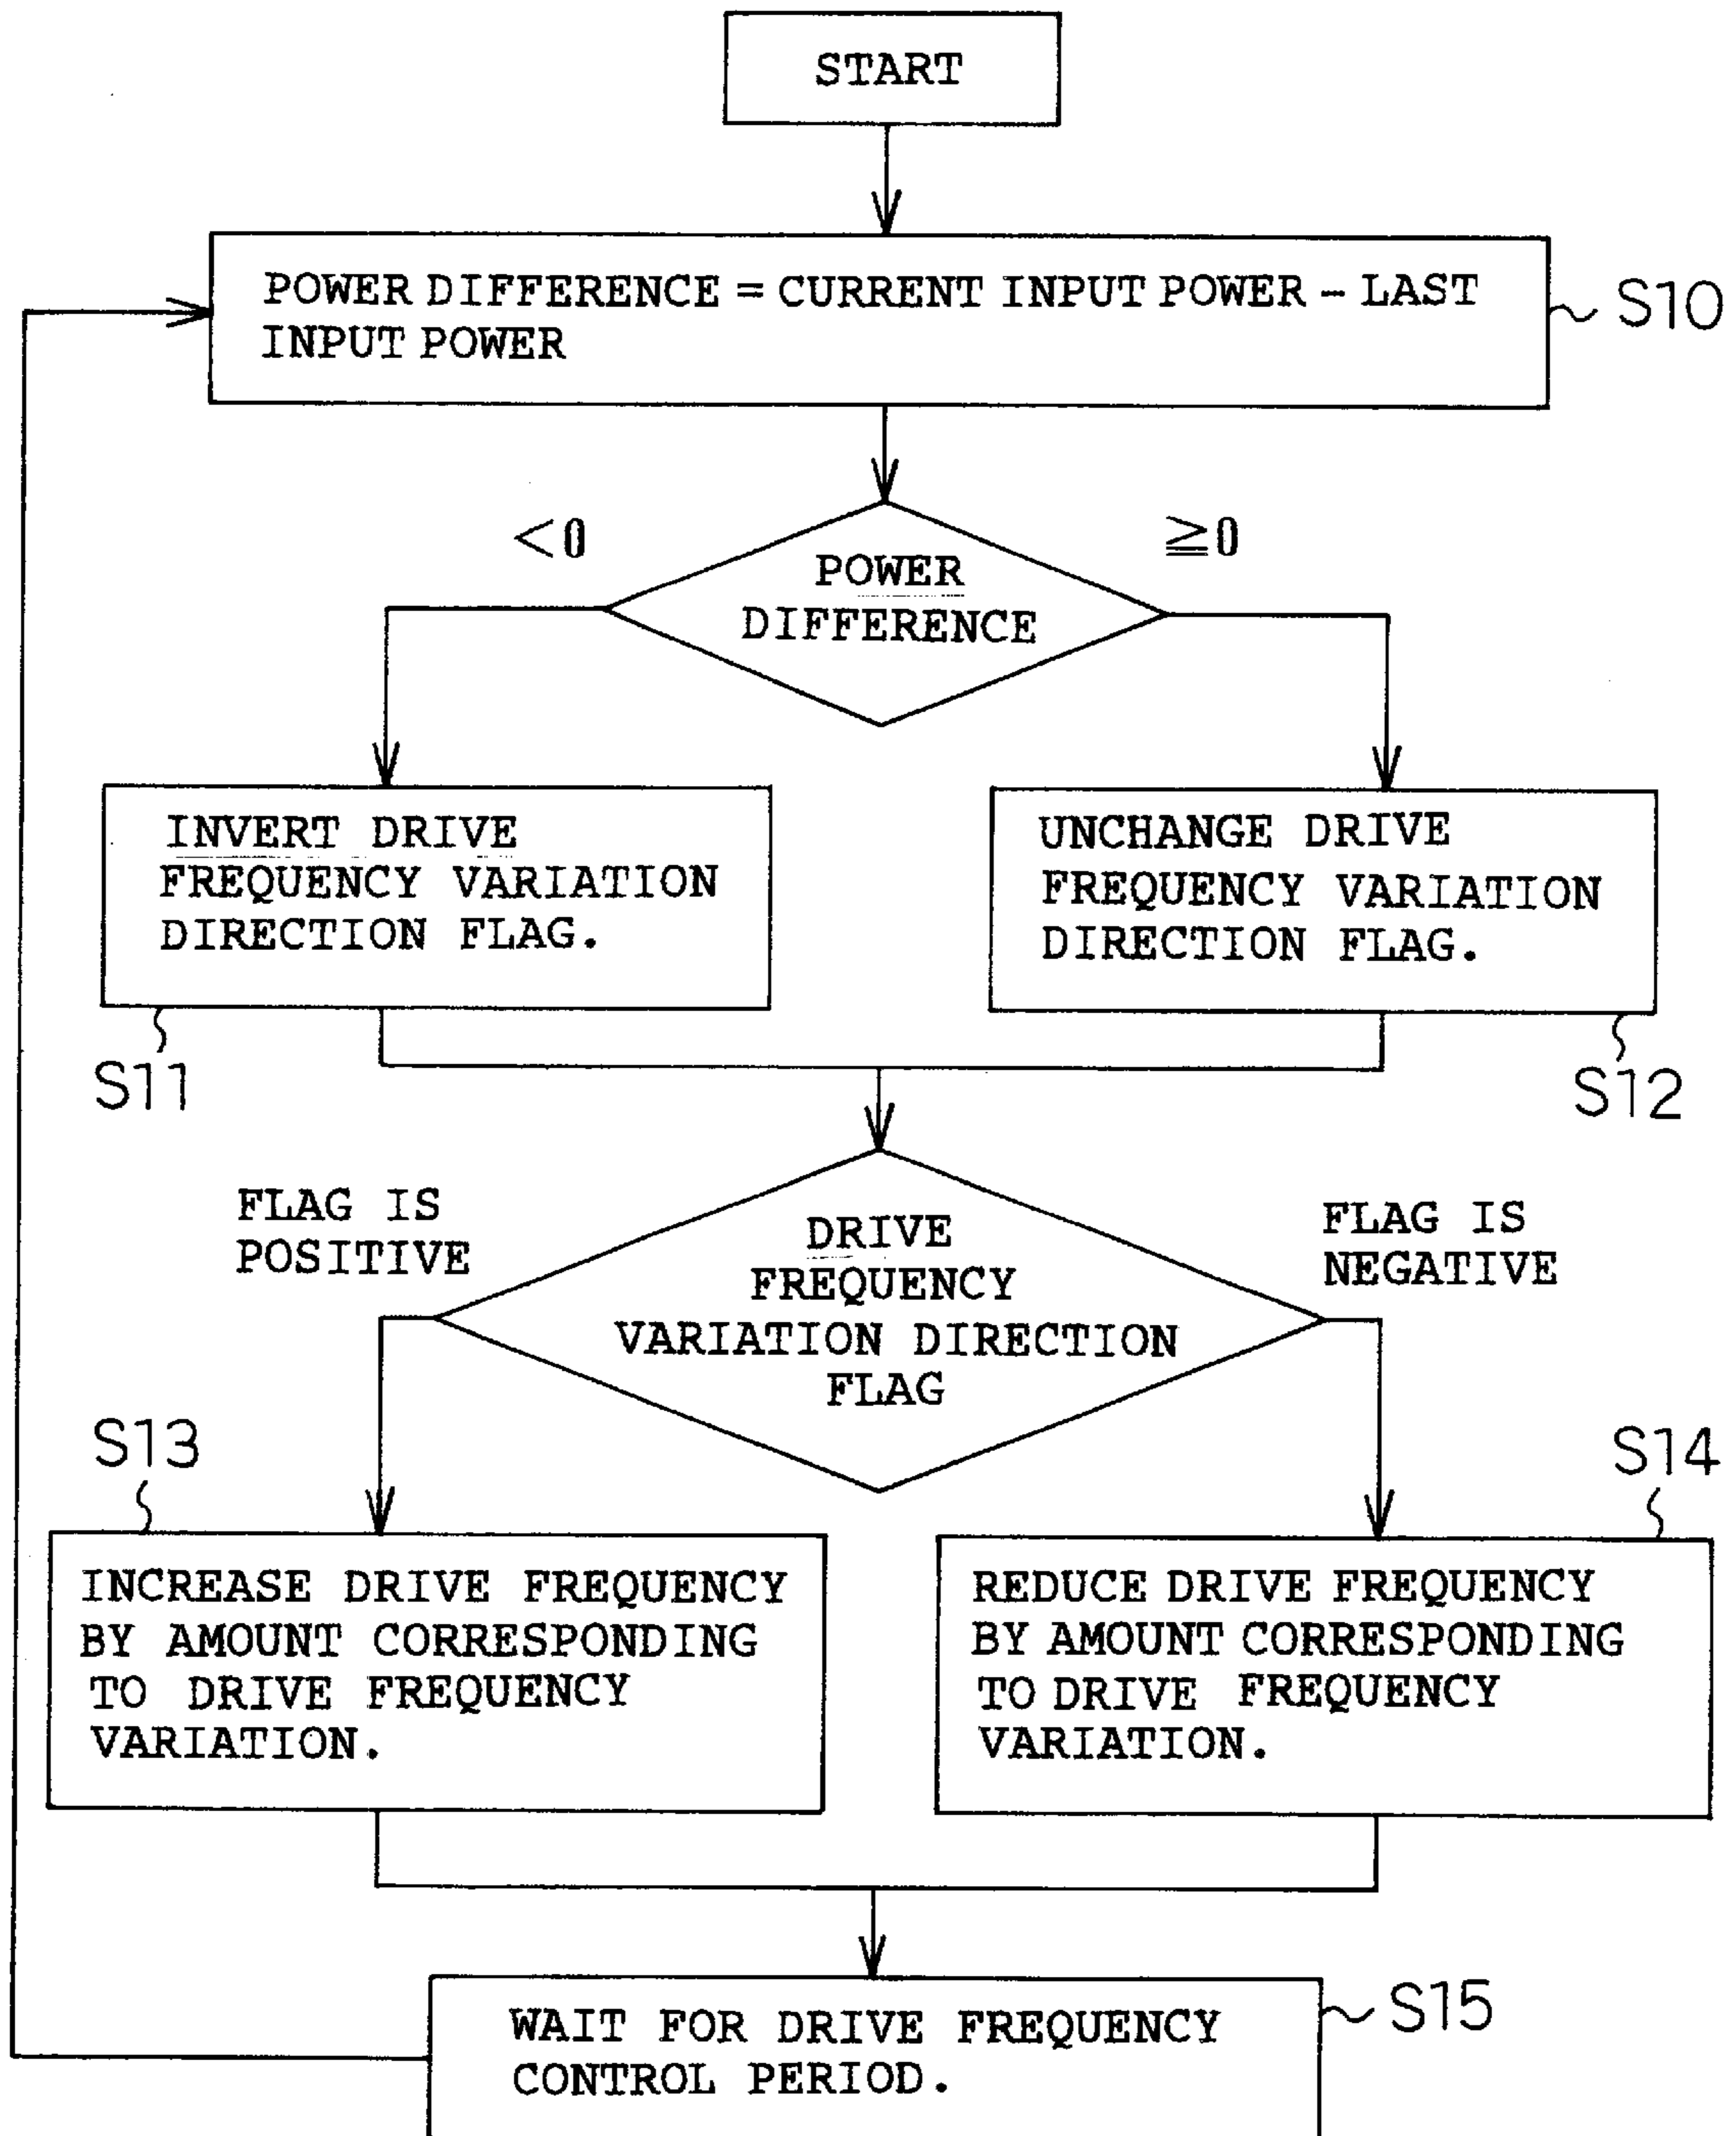 START
POWER DIFFERENCE = CURRENT INPUT POWER - LAST
INPUT POWER
S10
<0
≧0
POWER
DIFFERENCE
INVERT DRIVE
FREQUENCY VARIATION
DIRECTION FLAG.
S11
UNCHANGE DRIVE
FREQUENCY VARIATION
DIRECTION FLAG.
S12
FLAG IS
POSITIVE
DRIVE
FREQUENCY
VARIATION DIRECTION
FLAG
FLAG IS
NEGATIVE
S13
INCREASE DRIVE FREQUENCY
BY AMOUNT CORRESPONDING
TO DRIVE FREQUENCY
VARIATION.
S14
REDUCE DRIVE FREQUENCY
BY AMOUNT CORRESPONDING
TO DRIVE FREQUENCY
VARIATION.
WAIT FOR DRIVE FREQUENCY
CONTROL PERIOD.
S15